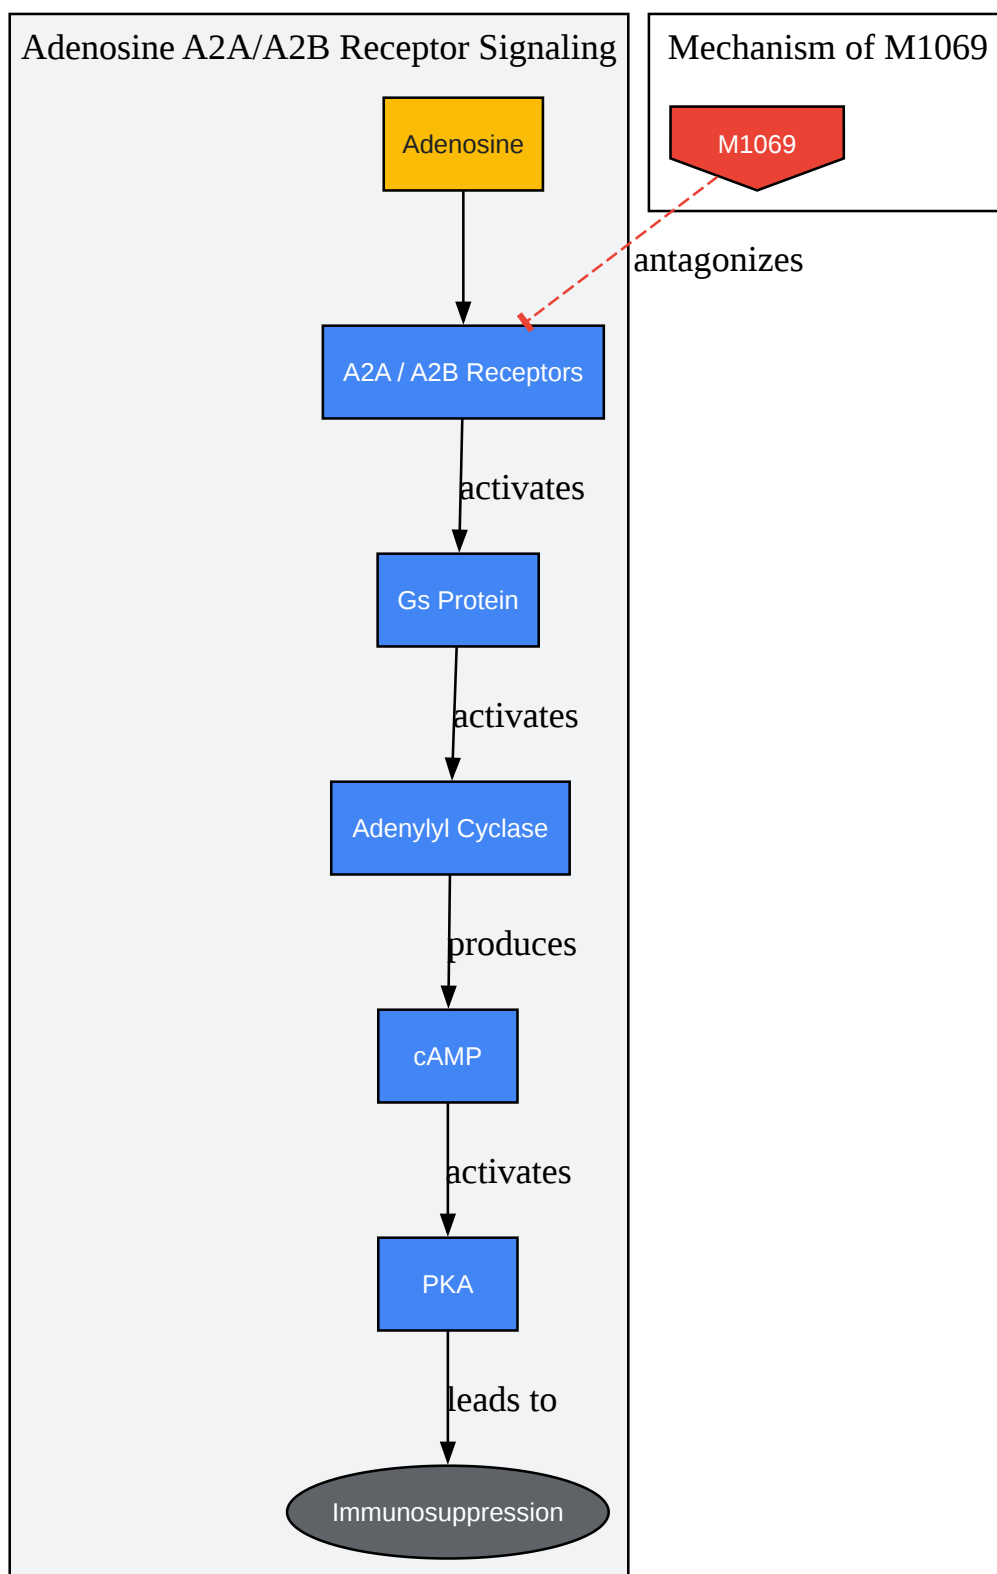 Adenosine A2A/A2B Receptor Signaling
Mechanism of M1069
Adenosine
M1069
antagonizes
A2A / A2B Receptors
activates
Gs Protein
activates
Adenylyl Cyclase
produces
cAMP
activates
PKA
leads to
Immunosuppression